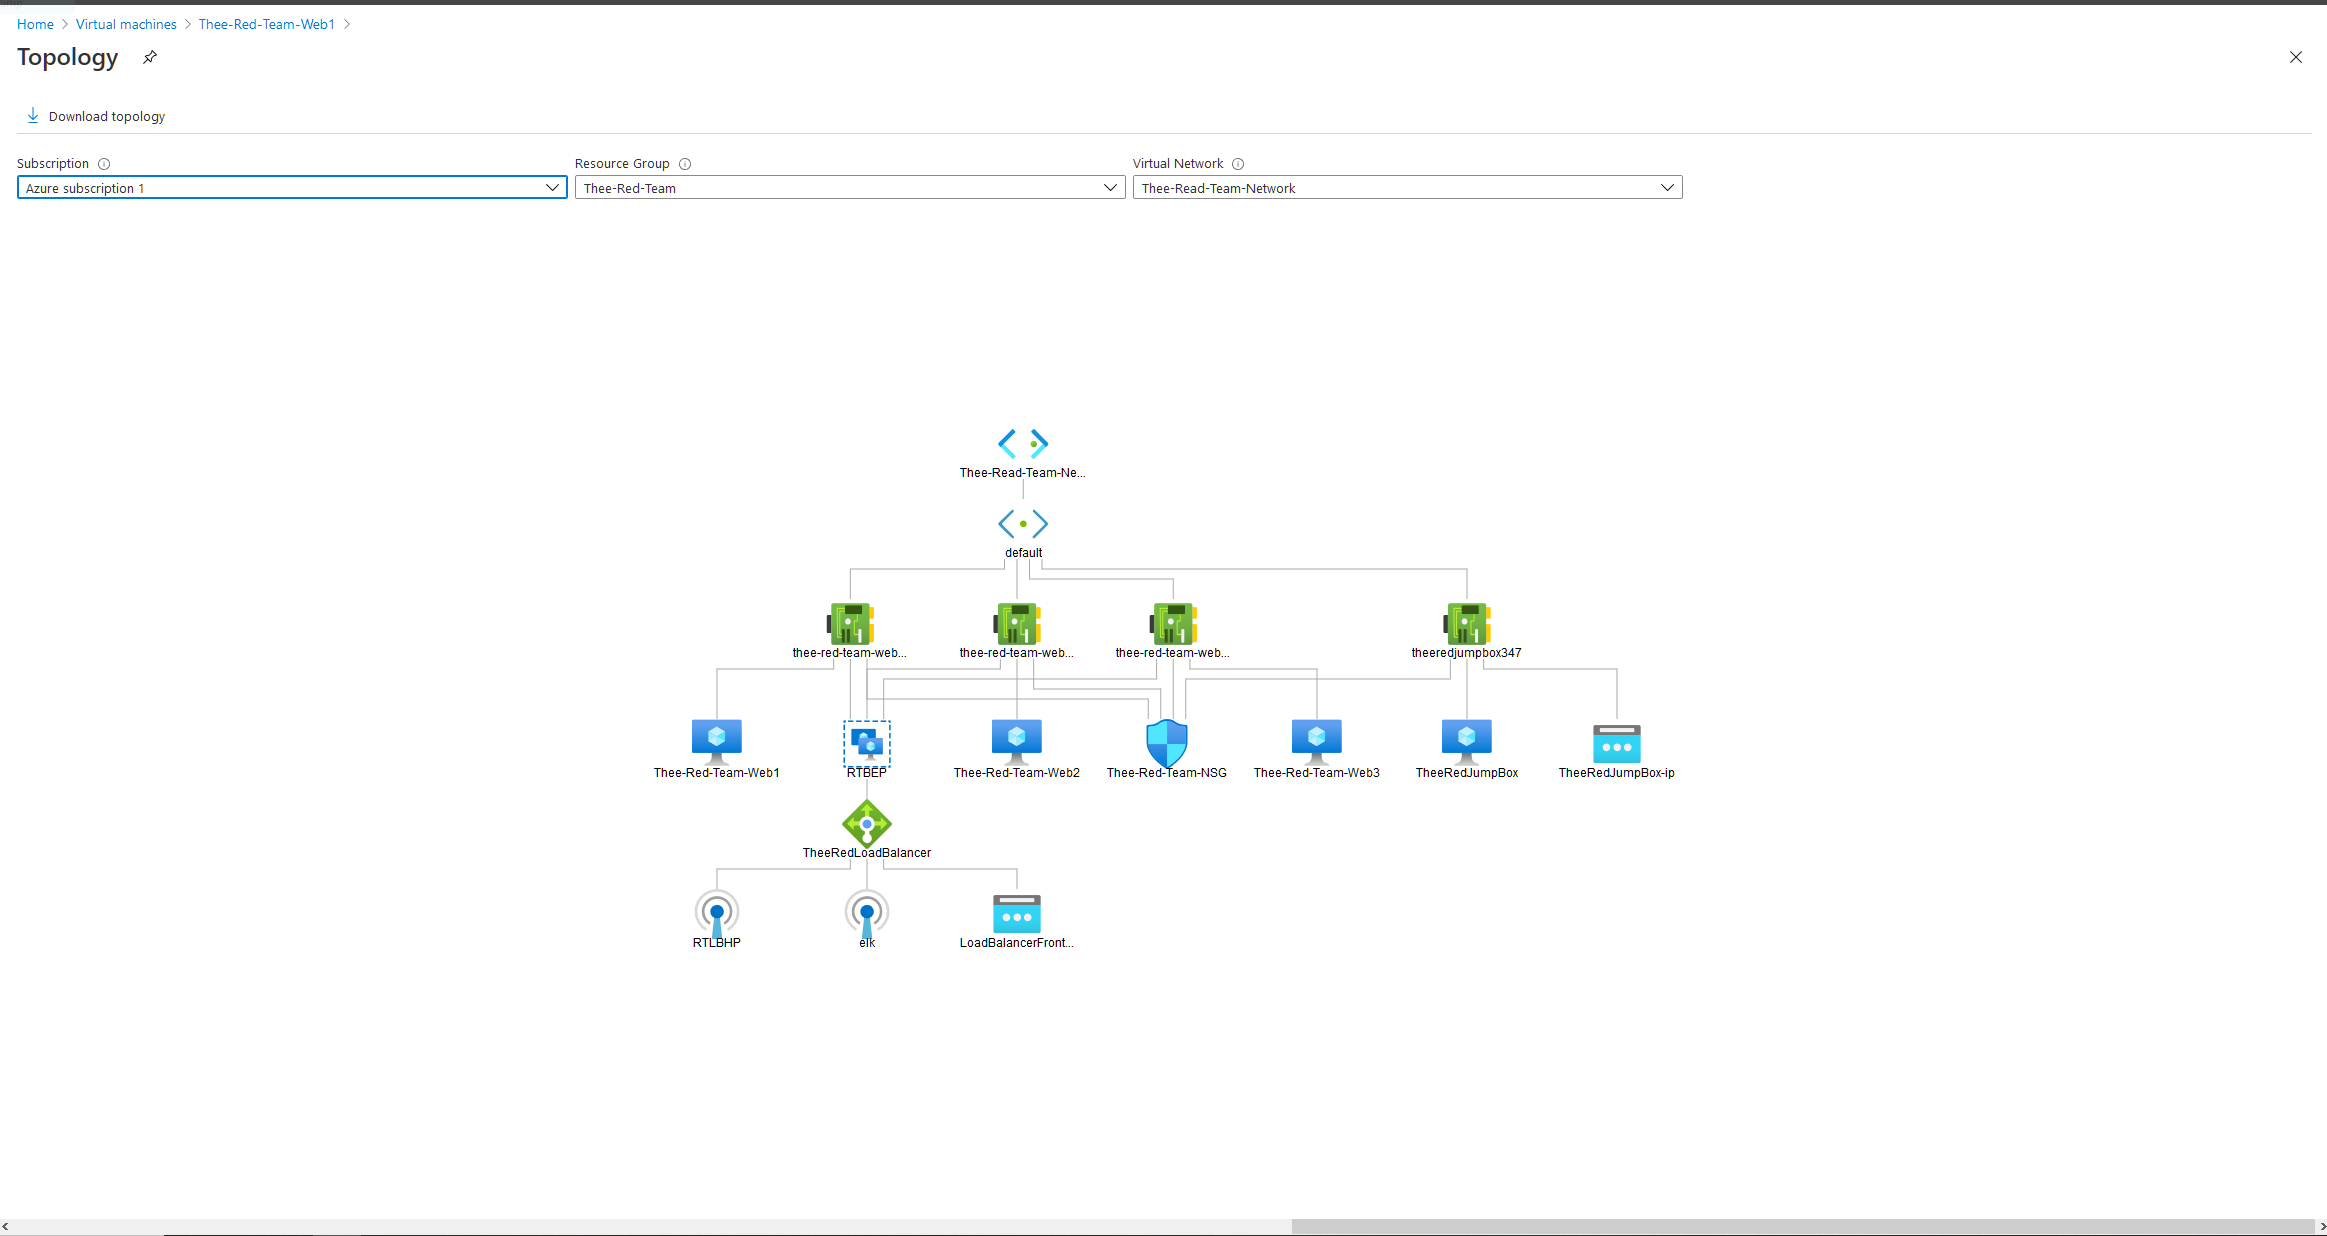 Home > Virtual machines > Thee-Red-Team-Web1 >
Topology
Download topology
Subscription
Resource Group
Virtual Network
Azure subscription 1
Thee-Red-Team
Thee-Read-Team-Network
Thee-Read-Team-Ne...
default
thee-red-team-web...
thee-red-team-web...
thee-red-team-web...
theeredjumpbox347
Thee-Red-Team-Web1
RTBEP
Thee-Red-Team-Web2
Thee-Red-Team-NSG
Thee-Red-Team-Web3
TheeRedJumpBox
TheeRedJumpBox-ip
TheeRedLoadBalancer
RTLBHP
elk
LoadBalancerFront...